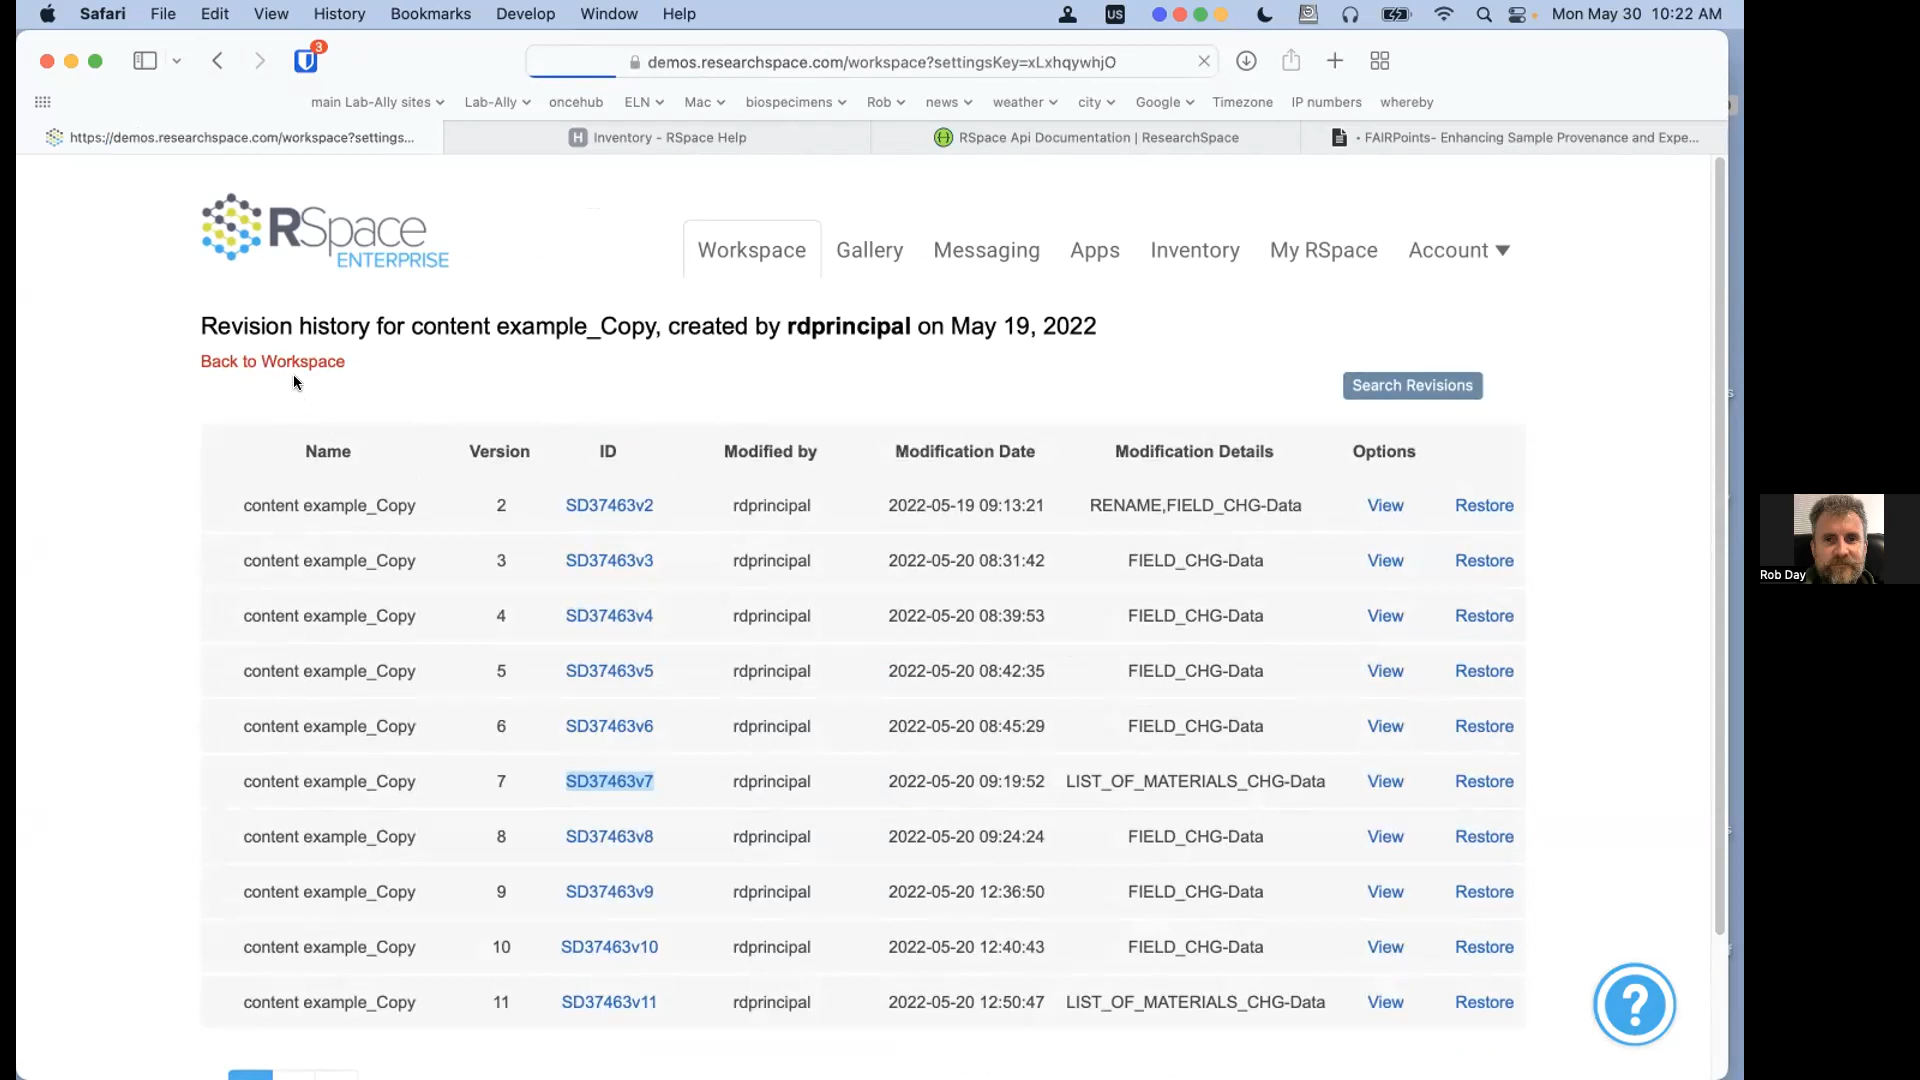 Safari File Edit View History Bookmarks Develop Window Help US Mon May 30 10:22 AM
3 demos.researchspace.com/workspace?settingsKey=xLxhqywhjO
main Lab-Ally sites Lab-Ally oncehub ELN Mac biospecimens Rob news weather city Google Timezone IP numbers whereby
https://demos.researchspace.com/workspace?settings... H Inventory - RSpace Help RSpace Api Documentation | ResearchSpace • FAIRPoints- Enhancing Sample Provenance and Expe...
RSpace
ENTERPRISE
Workspace Gallery Messaging Apps Inventory My RSpace Account
Revision history for content example_Copy, created by rdprincipal on May 19, 2022
Back to Workspace
Search Revisions
Name Version ID Modified by Modification Date Modification Details Options
content example_Copy 2 SD37463v2 rdprincipal 2022-05-19 09:13:21 RENAME,FIELD_CHG-Data View Restore
content example_Copy 3 SD37463v3 rdprincipal 2022-05-20 08:31:42 FIELD_CHG-Data View Restore
content example_Copy 4 SD37463v4 rdprincipal 2022-05-20 08:39:53 FIELD_CHG-Data View Restore
content example_Copy 5 SD37463v5 rdprincipal 2022-05-20 08:42:35 FIELD_CHG-Data View Restore
content example_Copy 6 SD37463v6 rdprincipal 2022-05-20 08:45:29 FIELD_CHG-Data View Restore
content example_Copy 7 SD37463v7 rdprincipal 2022-05-20 09:19:52 LIST_OF_MATERIALS_CHG-Data View Restore
content example_Copy 8 SD37463v8 rdprincipal 2022-05-20 09:24:24 FIELD_CHG-Data View Restore
content example_Copy 9 SD37463v9 rdprincipal 2022-05-20 12:36:50 FIELD_CHG-Data View Restore
content example_Copy 10 SD37463v10 rdprincipal 2022-05-20 12:40:43 FIELD_CHG-Data View Restore
content example_Copy 11 SD37463v11 rdprincipal 2022-05-20 12:50:47 LIST_OF_MATERIALS_CHG-Data View Restore
?
Rob Day